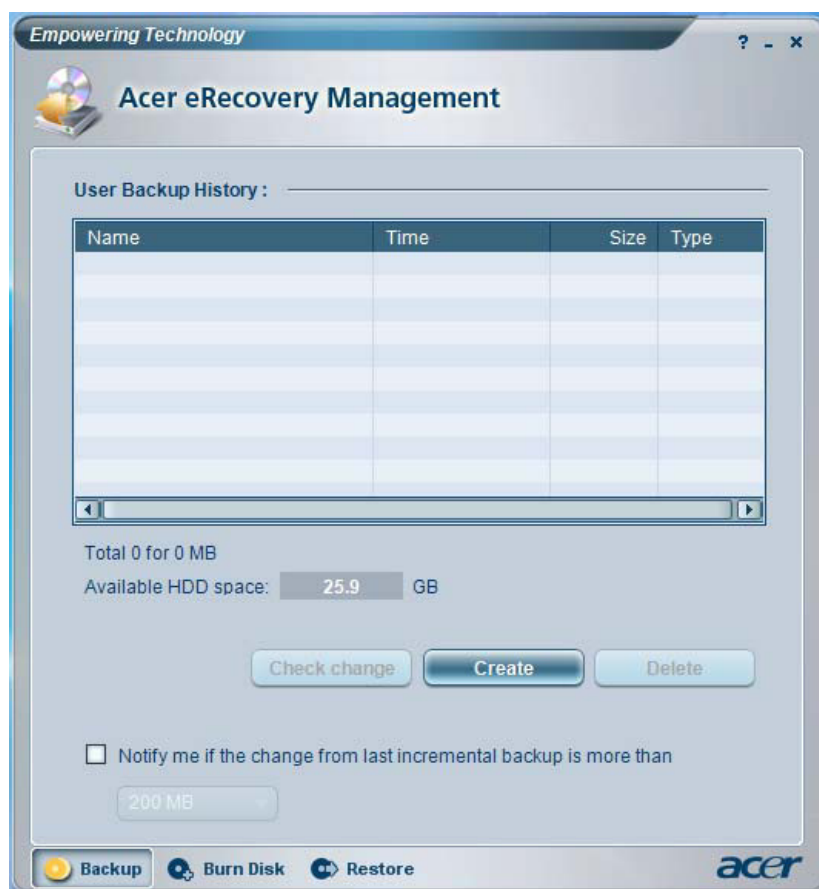 Empowering Technology
? - ×
Acer eRecovery Management
User Backup History :
Name Time Size Type
Total 0 for 0 MB
Available HDD space: 25.9 GB
Check change Create Delete
Notify me if the change from last incremental backup is more than
200 MB
Backup Burn Disk Restore acer